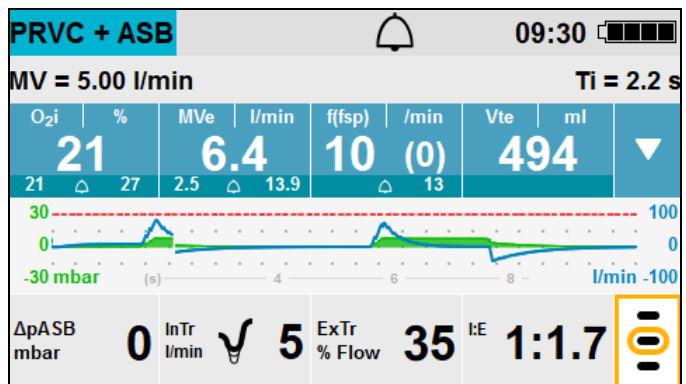 PRVC + ASB 09:30
MV = 5.00 l/min Ti = 2.2 s
O₂i % MVe l/min f(fsp) /min Vte ml
21 6.4 10 (0) 494
21 27 2.5 13.9 13
30 100
0 0
-30 mbar (s) 4 6 8 l/min -100
ΔpASB mbar 0 InTr l/min 5 ExTr % Flow 35 I:E 1:1.7